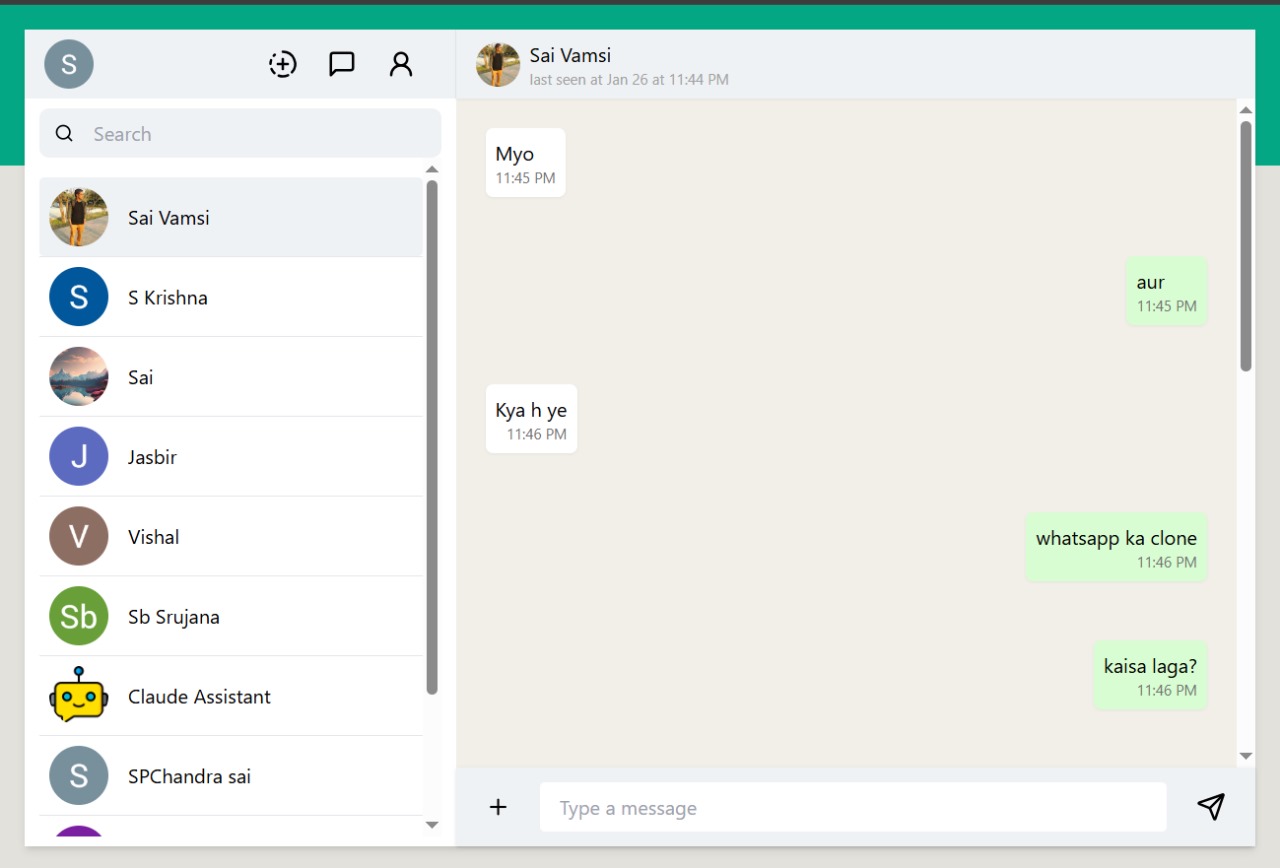 S
Search
Sai Vamsi
S
S Krishna
Sai
J
Jasbir
V
Vishal
Sb
Sb Srujana
Claude Assistant
S
SPChandra sai
Sai Vamsi
last seen at Jan 26 at 11:44 PM
Myo
11:45 PM
aur
11:45 PM
Kya h ye
11:46 PM
whatsapp ka clone
11:46 PM
kaisa laga?
11:46 PM
Type a message